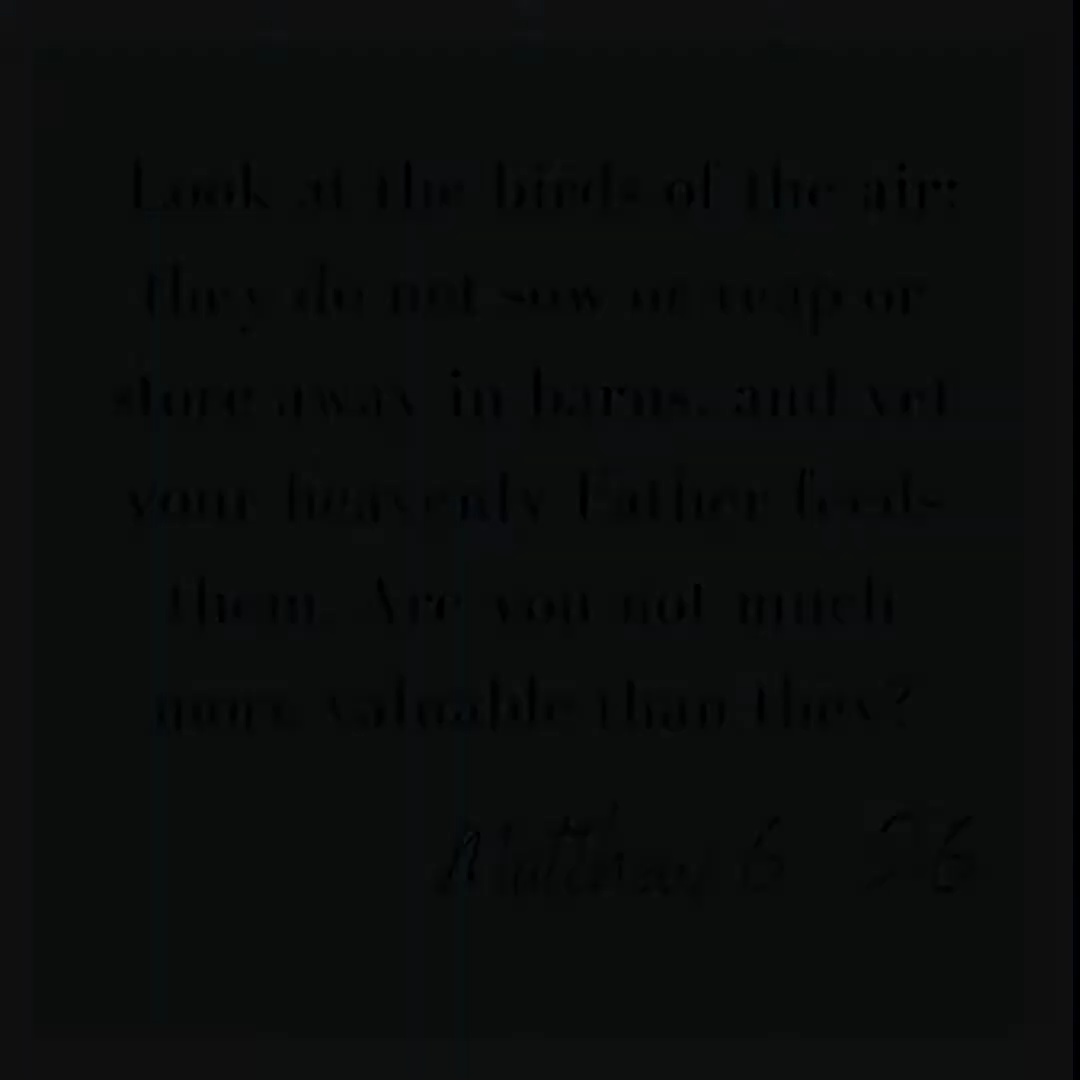 Look at the birds of the air;
they do not sow or reap or
store away in barns, and yet
your heavenly Father feeds
them. Are you not much
more valuable than they?
Matthew 6 26